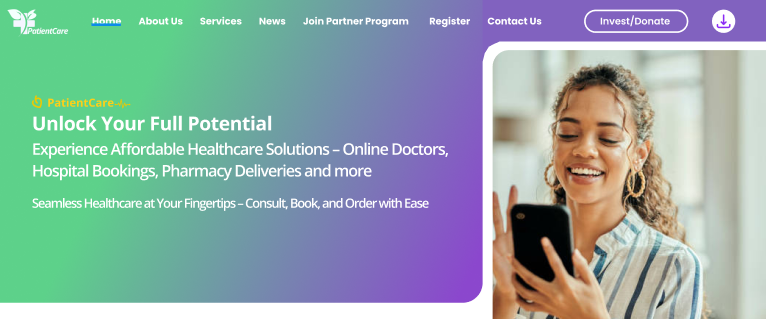 PatientCare
Home About Us Services News Join Partner Program Register Contact Us Invest/Donate
PatientCare
Unlock Your Full Potential
Experience Affordable Healthcare Solutions – Online Doctors,
Hospital Bookings, Pharmacy Deliveries and more
Seamless Healthcare at Your Fingertips – Consult, Book, and Order with Ease